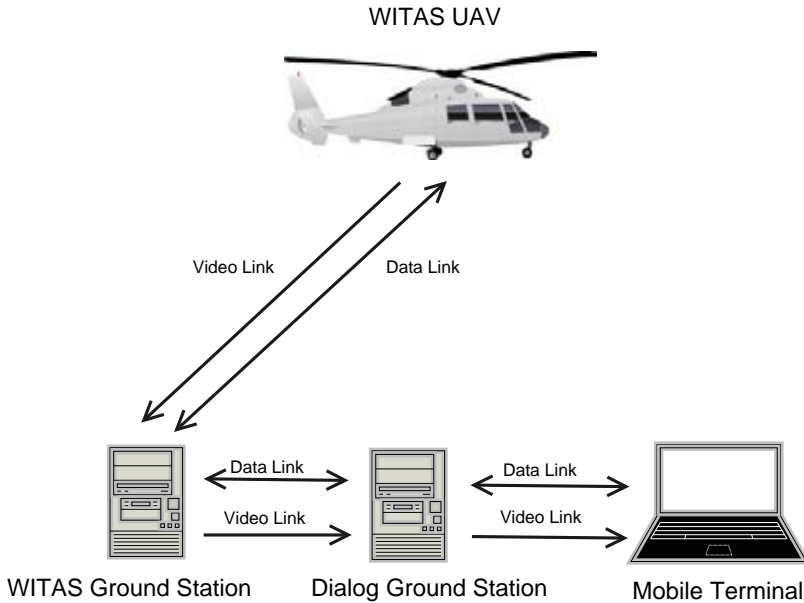 WITAS UAV
Video Link
Data Link
Data Link
Data Link
Video Link
Video Link
WITAS Ground Station
Dialog Ground Station
Mobile Terminal